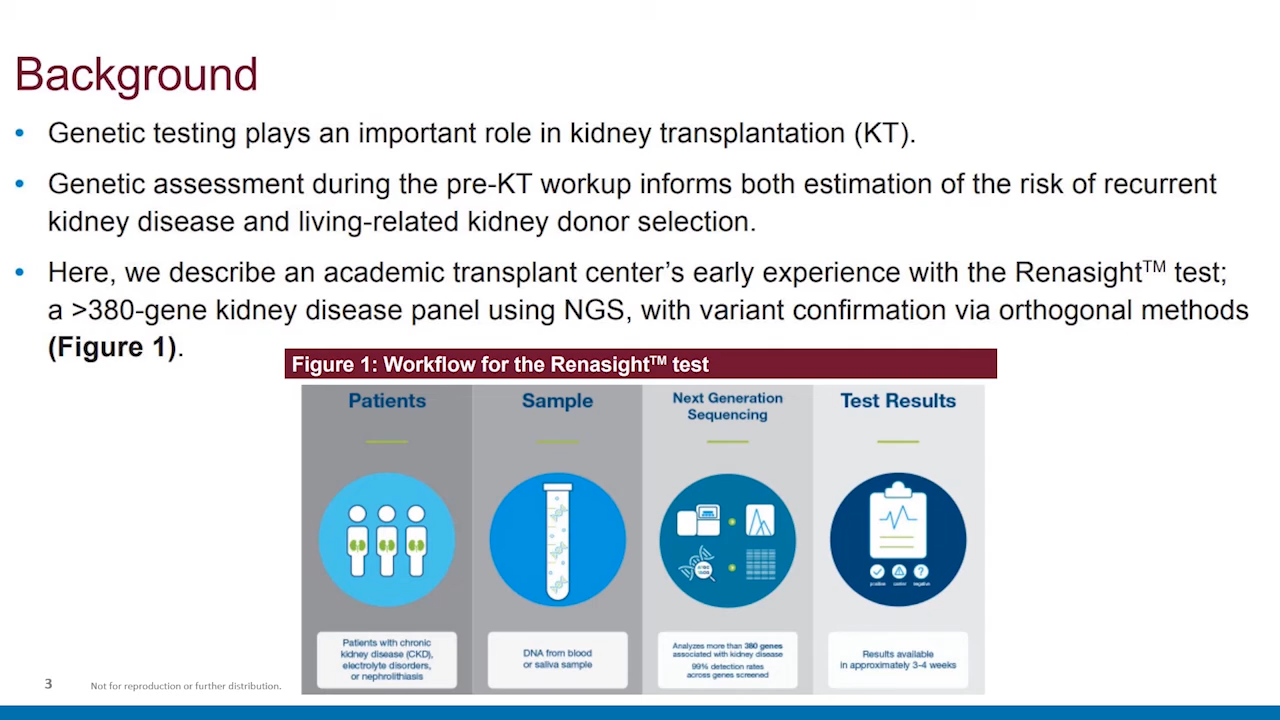 Background
• Genetic testing plays an important role in kidney transplantation (KT).
• Genetic assessment during the pre-KT workup informs both estimation of the risk of recurrent
kidney disease and living-related kidney donor selection.
• Here, we describe an academic transplant center’s early experience with the Renasight™ test;
a >380-gene kidney disease panel using NGS, with variant confirmation via orthogonal methods
(Figure 1).
Figure 1: Workflow for the Renasight™ test
Patients
Patients with chronic
kidney disease (CKD),
electrolyte disorders,
or nephrolithiasis
Sample
DNA from blood
or saliva sample
Next Generation
Sequencing
Analyzes more than 380 genes
associated with kidney disease
99% detection rates
across genes screened
Test Results
positive carrier negative
Results available
in approximately 3-4 weeks
3
Not for reproduction or further distribution.